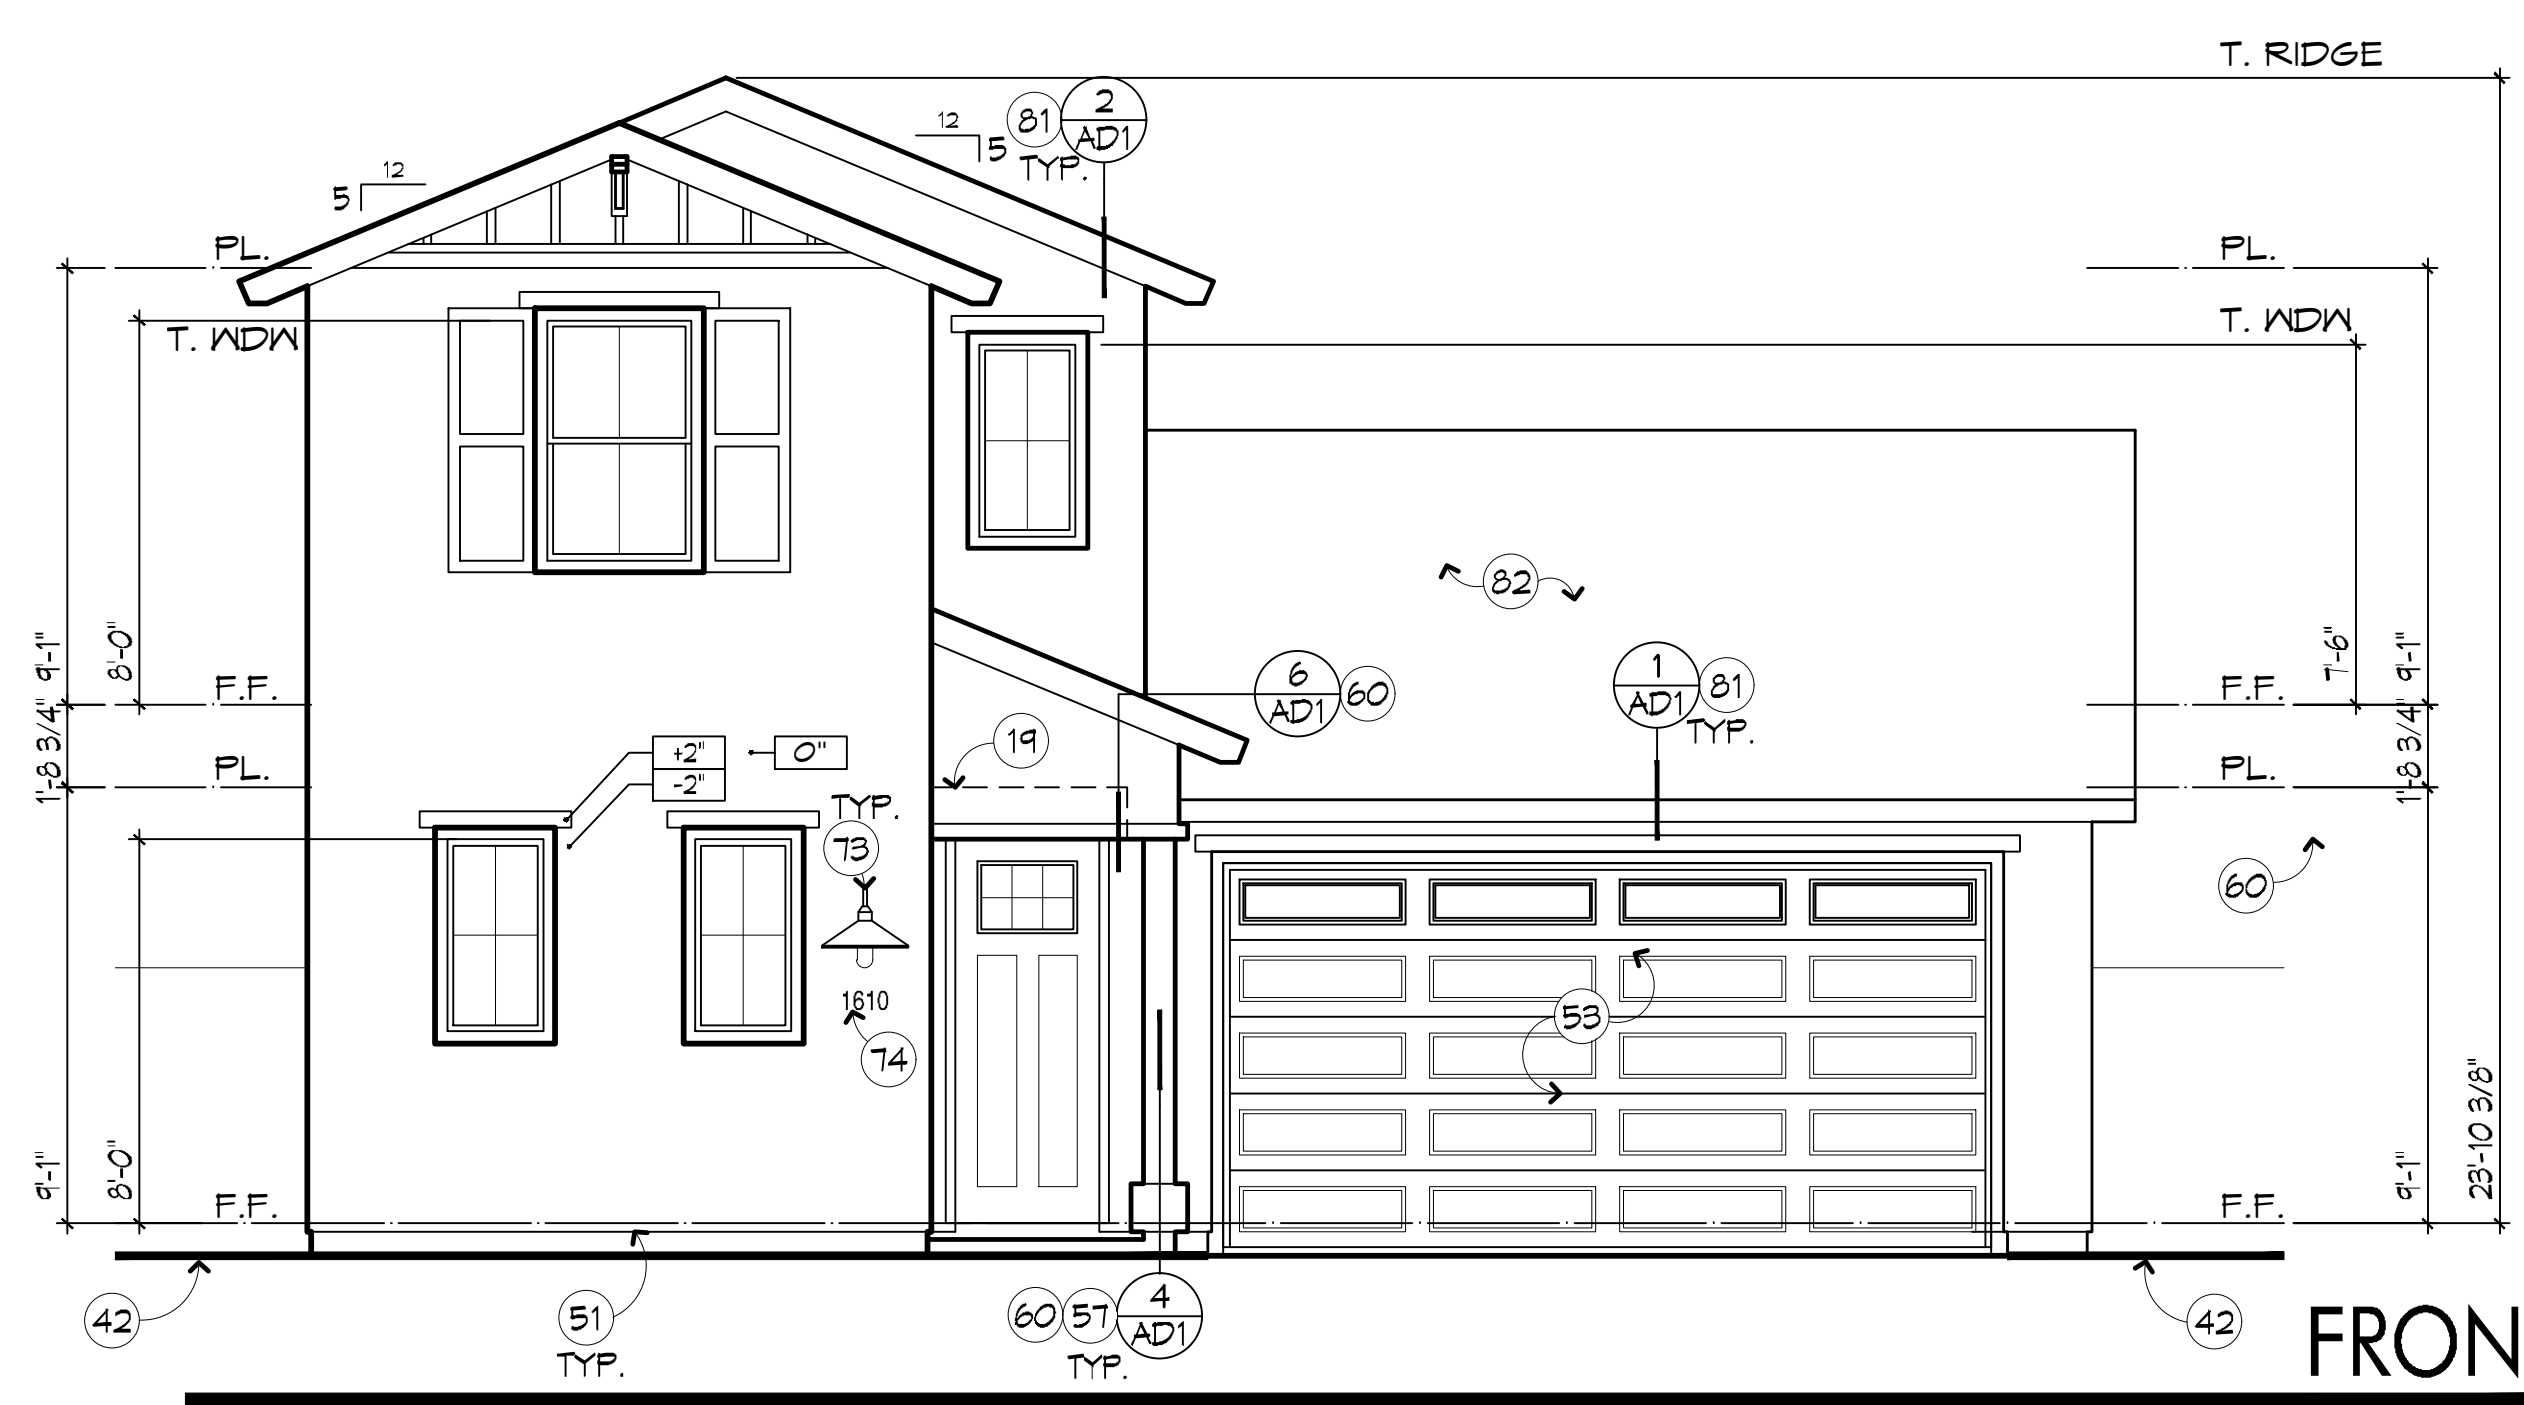 T. RIDGE
12
5
81
2
AD1
TYP.
12
5
PL.
PL.
T. WDW
T. WDW
82
9'-1"
8'-0"
7'-6"
9'-1"
F.F.
6
AD1
60
1
AD1
81
TYP.
F.F.
1'-8 3/4"
19
+2"
0"
-2"
1'-8 3/4"
PL.
PL.
TYP.
73
60
1610
53
74
9'-1"
8'-0"
9'-1"
23'-10 3/8"
F.F.
F.F.
42
51
TYP.
60
57
TYP.
4
AD1
42
FRON